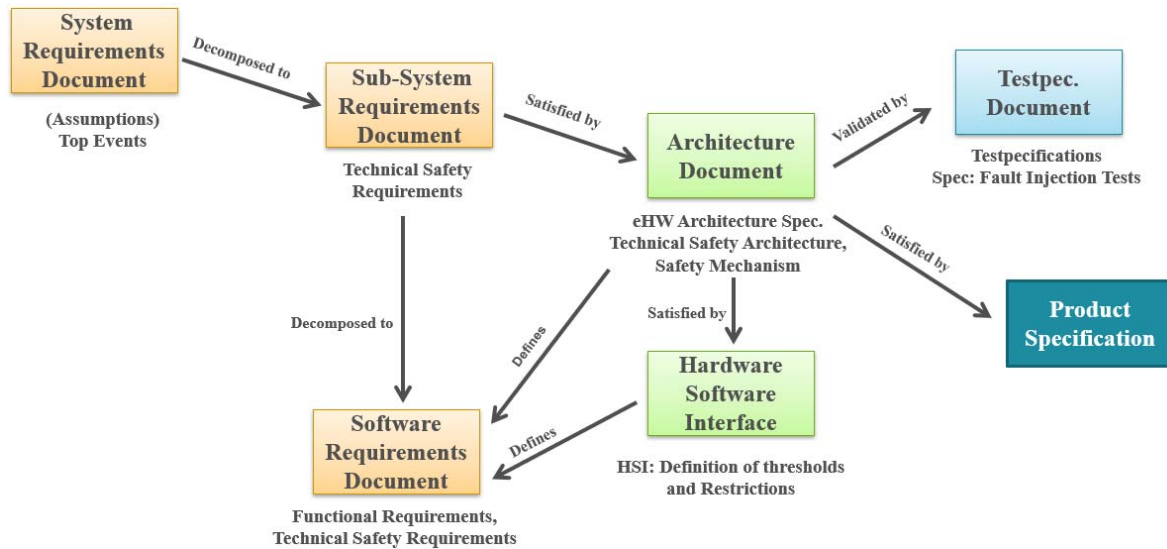 System
Requirements
Document
(Assumptions)
Top Events
Decomposed to
Sub-System
Requirements
Document
Technical Safety
Requirements
Satisfied by
Architecture
Document
eHW Architecture Spec.
Technical Safety Architecture,
Safety Mechanism
Validated by
Testpec.
Document
Testpecifications
Spec: Fault Injection Tests
Satisfied by
Product
Specification
Decomposed to
Defines
Satisfied by
Hardware
Software
Interface
HSI: Definition of thresholds
and Restrictions
Defines
Software
Requirements
Document
Functional Requirements,
Technical Safety Requirements